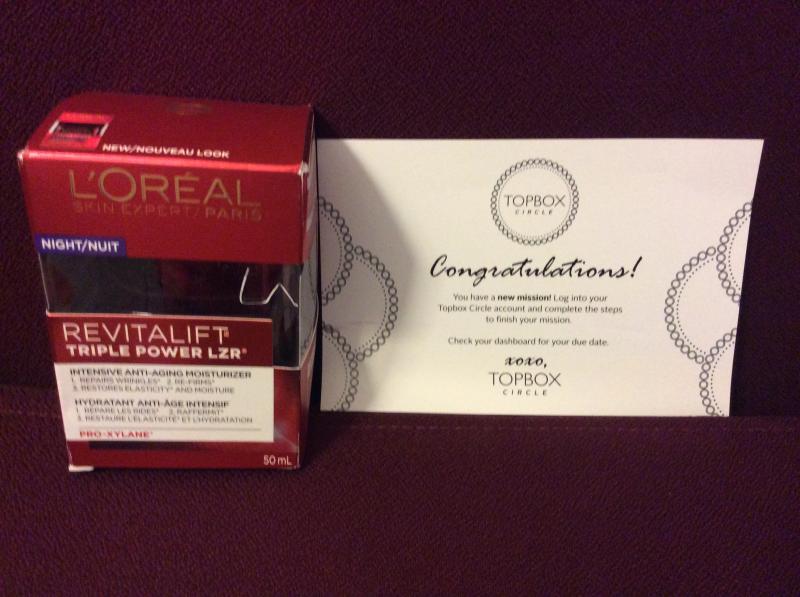 NEW/NOUVEAU LOOK
L'ORÉAL
SKIN EXPERT/PARIS
NIGHT/NUIT
REVITALIFT®
TRIPLE POWER LZR®
INTENSIVE ANTI-AGING MOISTURIZER
1. REPAIRS WRINKLES* 2. RE-FIRMS*
3. RESTORES ELASTICITY* AND MOISTURE
HYDRATANT ANTI-ÂGE INTENSIF
1. REPARE LES RIDES* 2. RAFFERMIT*
3. RESTAURE L'ÉLASTICITÉ* ET L'HYDRATATION
PRO-XYLANE*
50 mL
TOPBOX
CIRCLE
Congratulations!
You have a new mission! Log into your
Topbox Circle account and complete the steps
to finish your mission.
Check your dashboard for your due date.
xoxo,
TOPBOX
CIRCLE